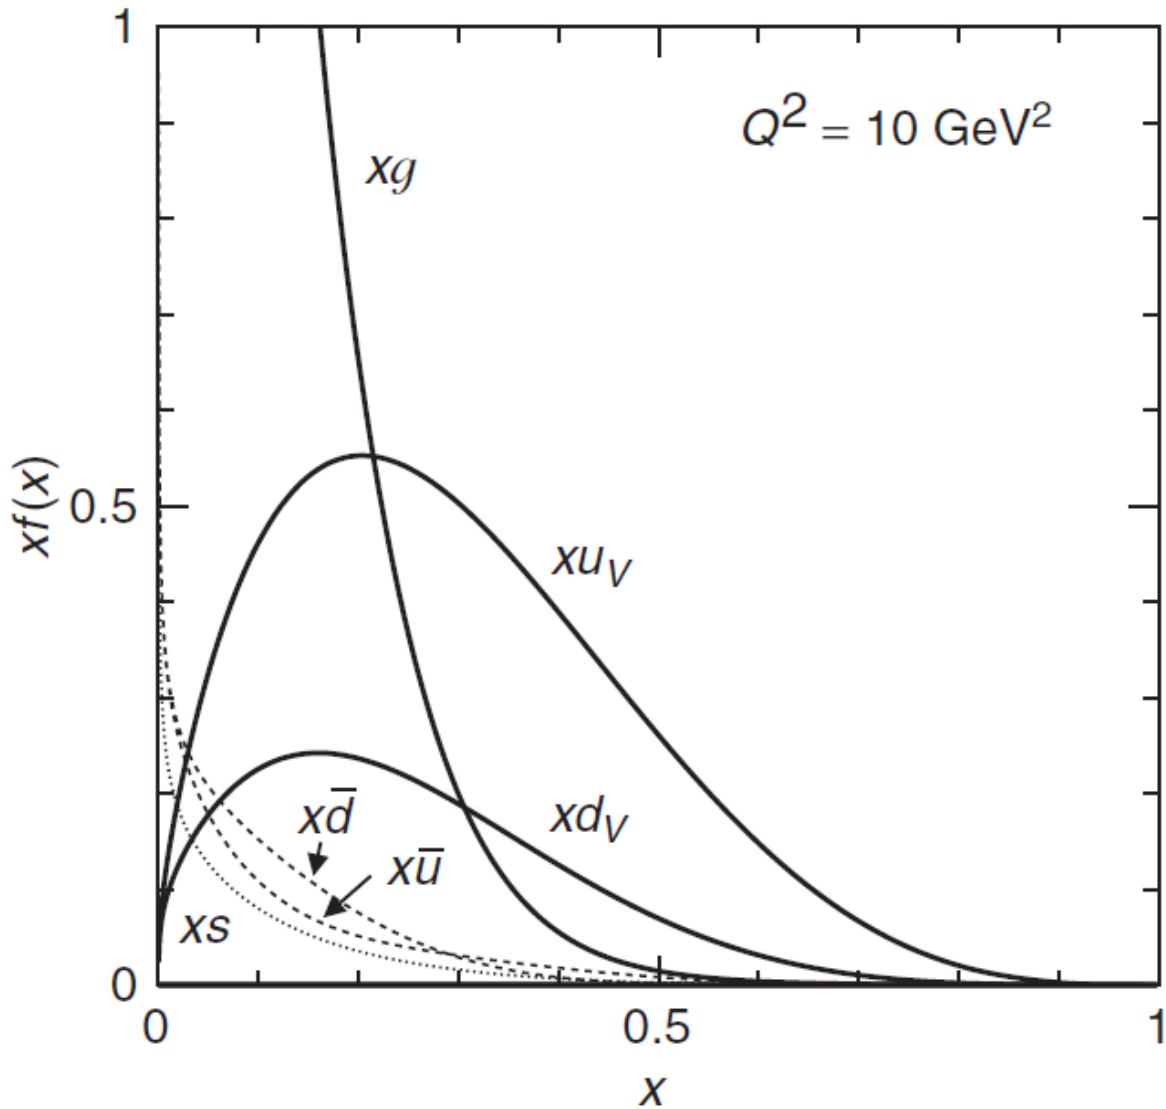 1
Q² = 10 GeV²
xg
xf(x)
0.5
xu_V
xd̄
xd_V
xū
xs
0
0
0.5
1
x